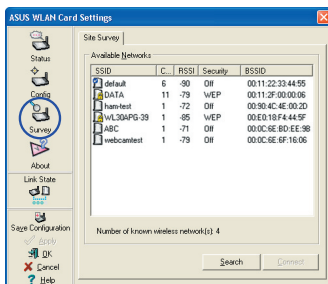 ASUS WLAN Card Settings
Status
Config
Survey
About
Link State
Save Configuration
Apply
OK
Cancel
Help
Site Survey
Available Networks
SSID C... RSSI Security BSSID
default 6 -90 Off 00:11:22:33:44:55
DATA 11 -79 WEP 00:11:2F:00:00:06
ham-test 1 -72 Off 00:90:4C:4E:00:2D
WL30APG-39 1 -85 WEP 00:E0:18:F4:44:5F
ABC 1 -71 Off 00:0C:6E:BD:EE:9B
webcamtest 1 -79 Off 00:0C:6E:6F:16:06
Number of known wireless network(s): 4
Search Connect